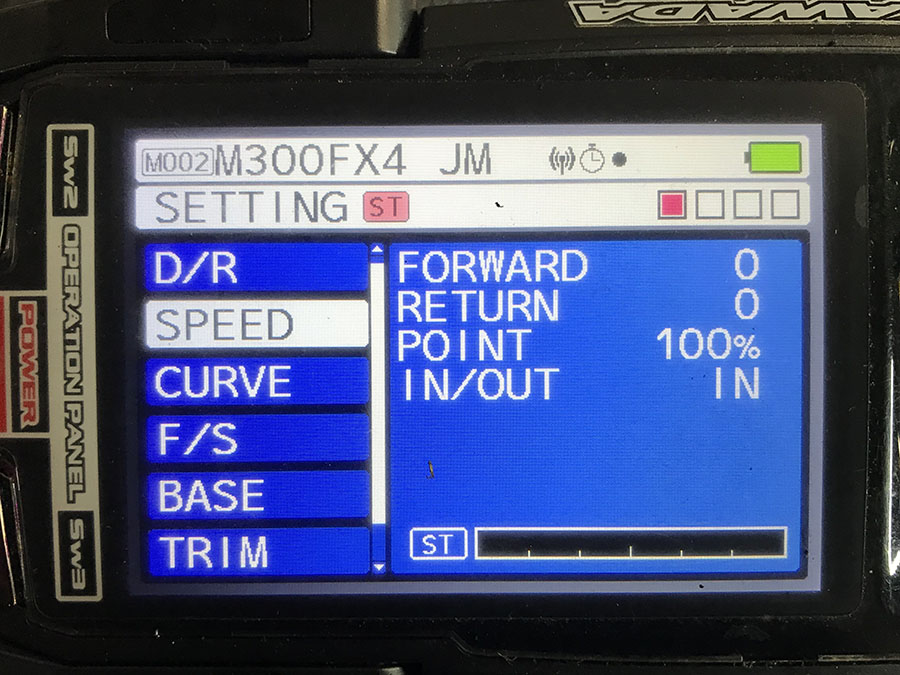 AWADA
M002 M300FX4 JM
SETTING ST
D/R
SPEED
CURVE
F/S
BASE
TRIM
FORWARD 0
RETURN 0
POINT 100%
IN/OUT IN
ST
SW2 OPERATION PANEL SW3
POWER